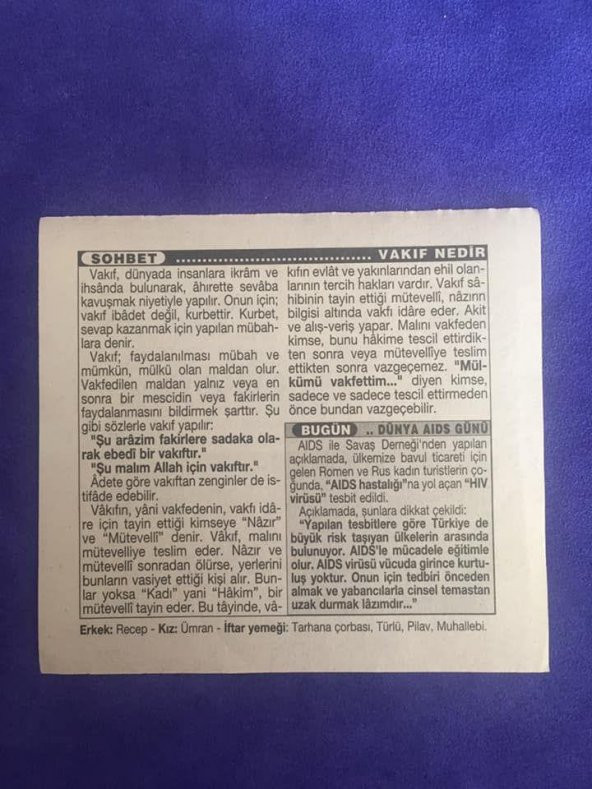 SOHBET ........................................ VAKIF NEDİR
Vakıf, dünyada insanlara ikrâm ve
ihsânda bulunarak, âhırette sevâba
kavuşmak niyetiyle yapılır. Onun için;
vakıf ibâdet değil, kurbettir. Kurbet,
sevap kazanmak için yapılan mübah-
lara denir.
Vakıf; faydalanılması mübah ve
mümkün, mülkü olan maldan olur.
Vakfedilen maldan yalnız veya en
sonra bir mescidin veya fakirlerin
faydalanmasını bildirmek şarttır. Şu
gibi sözlerle vakıf yapılır:
"Şu arâzim fakirlere sadaka ola-
rak ebedî bir vakıftır."
"Şu malım Allah için vakıftır."
Âdete göre vakıftan zenginler de is-
tifâde edebilir.
Vâkıfın, yâni vakfedenin, vakfı idâ-
re için tayin ettiği kimseye “Nâzır”
ve “Mütevellî” denir. Vâkıf, malını
mütevelliye teslim eder. Nâzır ve
mütevellî sonradan ölürse, yerlerini
bunların vasiyet ettiği kişi alır. Bun-
lar yoksa “Kadı” yani “Hâkim”, bir
mütevellî tayin eder. Bu tâyinde, vâ-
kıfın evlât ve yakınlarından ehil olan-
larının tercih hakları vardır. Vakıf sâ-
hibinin tayin ettiği mütevellî, nâzırın
bilgisi altında vakfı idâre eder. Akit
ve alış-veriş yapar. Malını vakfeden
kimse, bunu hâkime tescil ettirdik-
ten sonra veya mütevellîye teslim
ettikten sonra vazgeçemez. "Mül-
kümü vakfettim..." diyen kimse,
sadece ve sadece tescil ettirmeden
önce bundan vazgeçebilir.
BUGÜN .. DÜNYA AIDS GÜNÜ
AIDS ile Savaş Derneği'nden yapılan
açıklamada, ülkemize bavul ticareti için
gelen Romen ve Rus kadın turistlerin ço-
ğunda, "AIDS hastalığı"na yol açan "HIV
virüsü" tesbit edildi.
Açıklamada, şunlara dikkat çekildi:
"Yapılan tesbitlere göre Türkiye de
büyük risk taşıyan ülkelerin arasında
bulunuyor. AIDS'le mücadele eğitimle
olur. AIDS virüsü vücuda girince kurtu-
luş yoktur. Onun için tedbiri önceden
almak ve yabancılarla cinsel temastan
uzak durmak lâzımdır..."
Erkek: Recep - Kız: Ümran - İftar yemeği: Tarhana çorbası, Türlü, Pilav, Muhallebi.